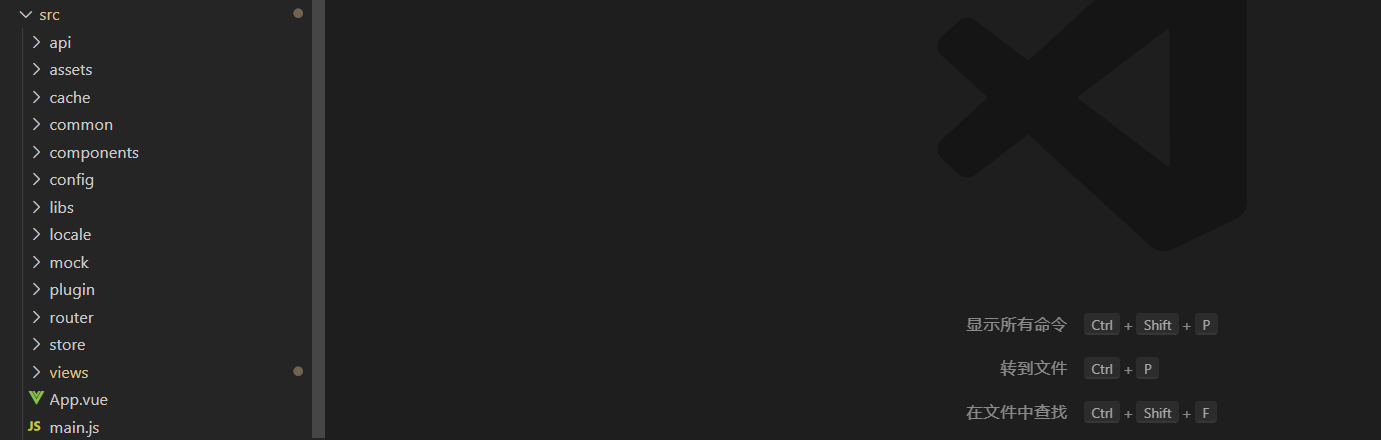 src
api
assets
cache
common
components
config
libs
locale
mock
plugin
router
store
views
App.vue
JS main.js
显示所有命令 Ctrl + Shift + P
转到文件 Ctrl + P
在文件中查找 Ctrl + Shift + F